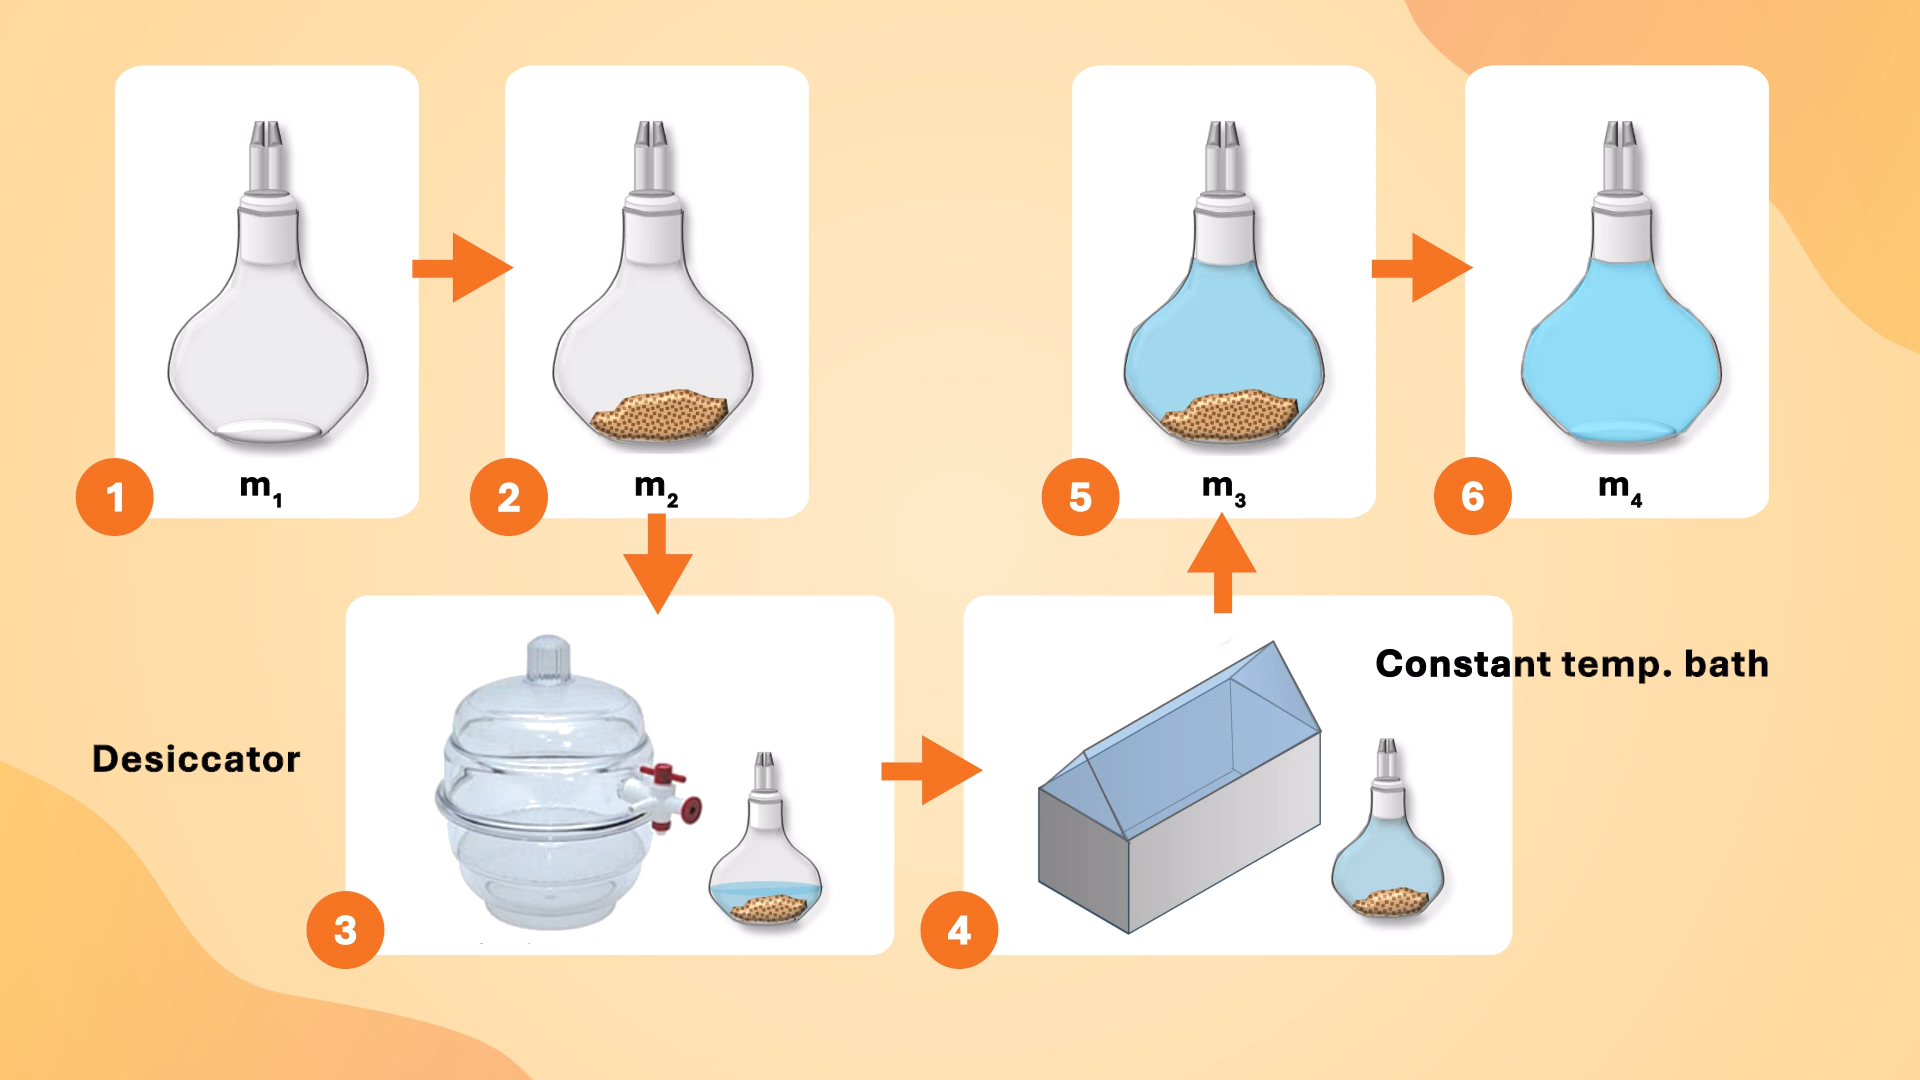 1
m₁
2
m₂
5
m₃
6
m₄
Desiccator
3
4
Constant temp. bath